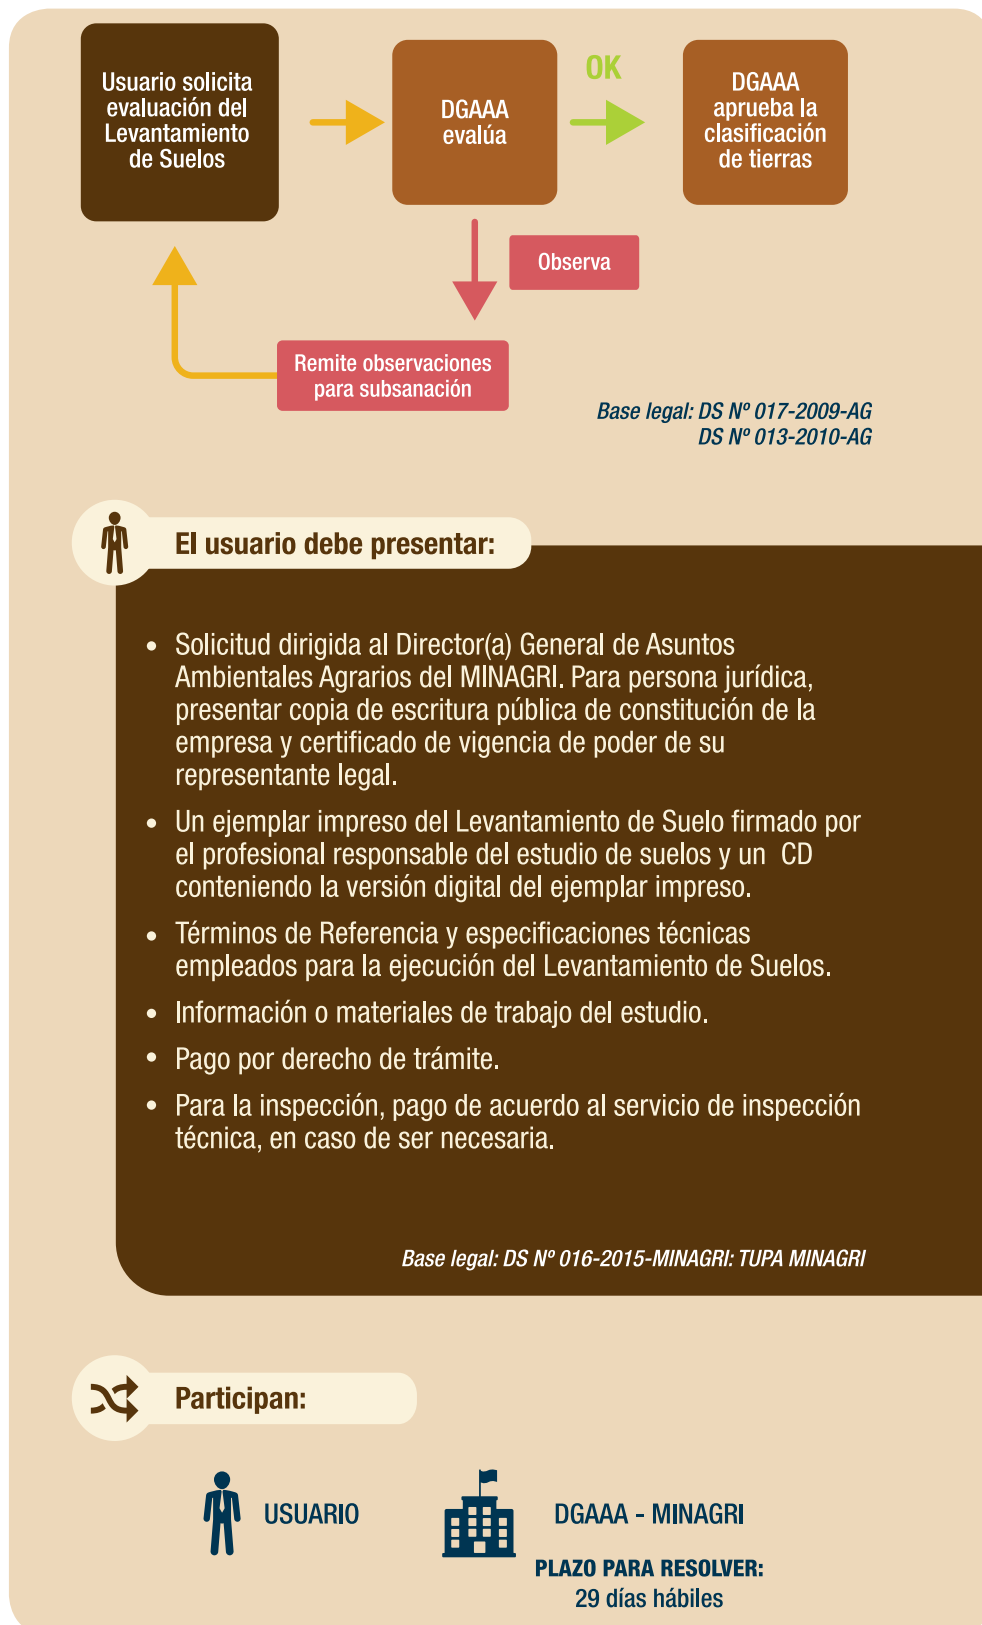 Usuario solicita
evaluación del
Levantamiento
de Suelos
DGAAA
evalúa
OK
DGAAA
aprueba la
clasificación
de tierras
Observa
Remite observaciones
para subsanación
Base legal: DS Nº 017-2009-AG
DS Nº 013-2010-AG
El usuario debe presentar:
• Solicitud dirigida al Director(a) General de Asuntos
Ambientales Agrarios del MINAGRI. Para persona jurídica,
presentar copia de escritura pública de constitución de la
empresa y certificado de vigencia de poder de su
representante legal.
• Un ejemplar impreso del Levantamiento de Suelo firmado por
el profesional responsable del estudio de suelos y un CD
conteniendo la versión digital del ejemplar impreso.
• Términos de Referencia y especificaciones técnicas
empleados para la ejecución del Levantamiento de Suelos.
• Información o materiales de trabajo del estudio.
• Pago por derecho de trámite.
• Para la inspección, pago de acuerdo al servicio de inspección
técnica, en caso de ser necesaria.
Base legal: DS Nº 016-2015-MINAGRI: TUPA MINAGRI
Participan:
USUARIO
DGAAA - MINAGRI
PLAZO PARA RESOLVER:
29 días hábiles